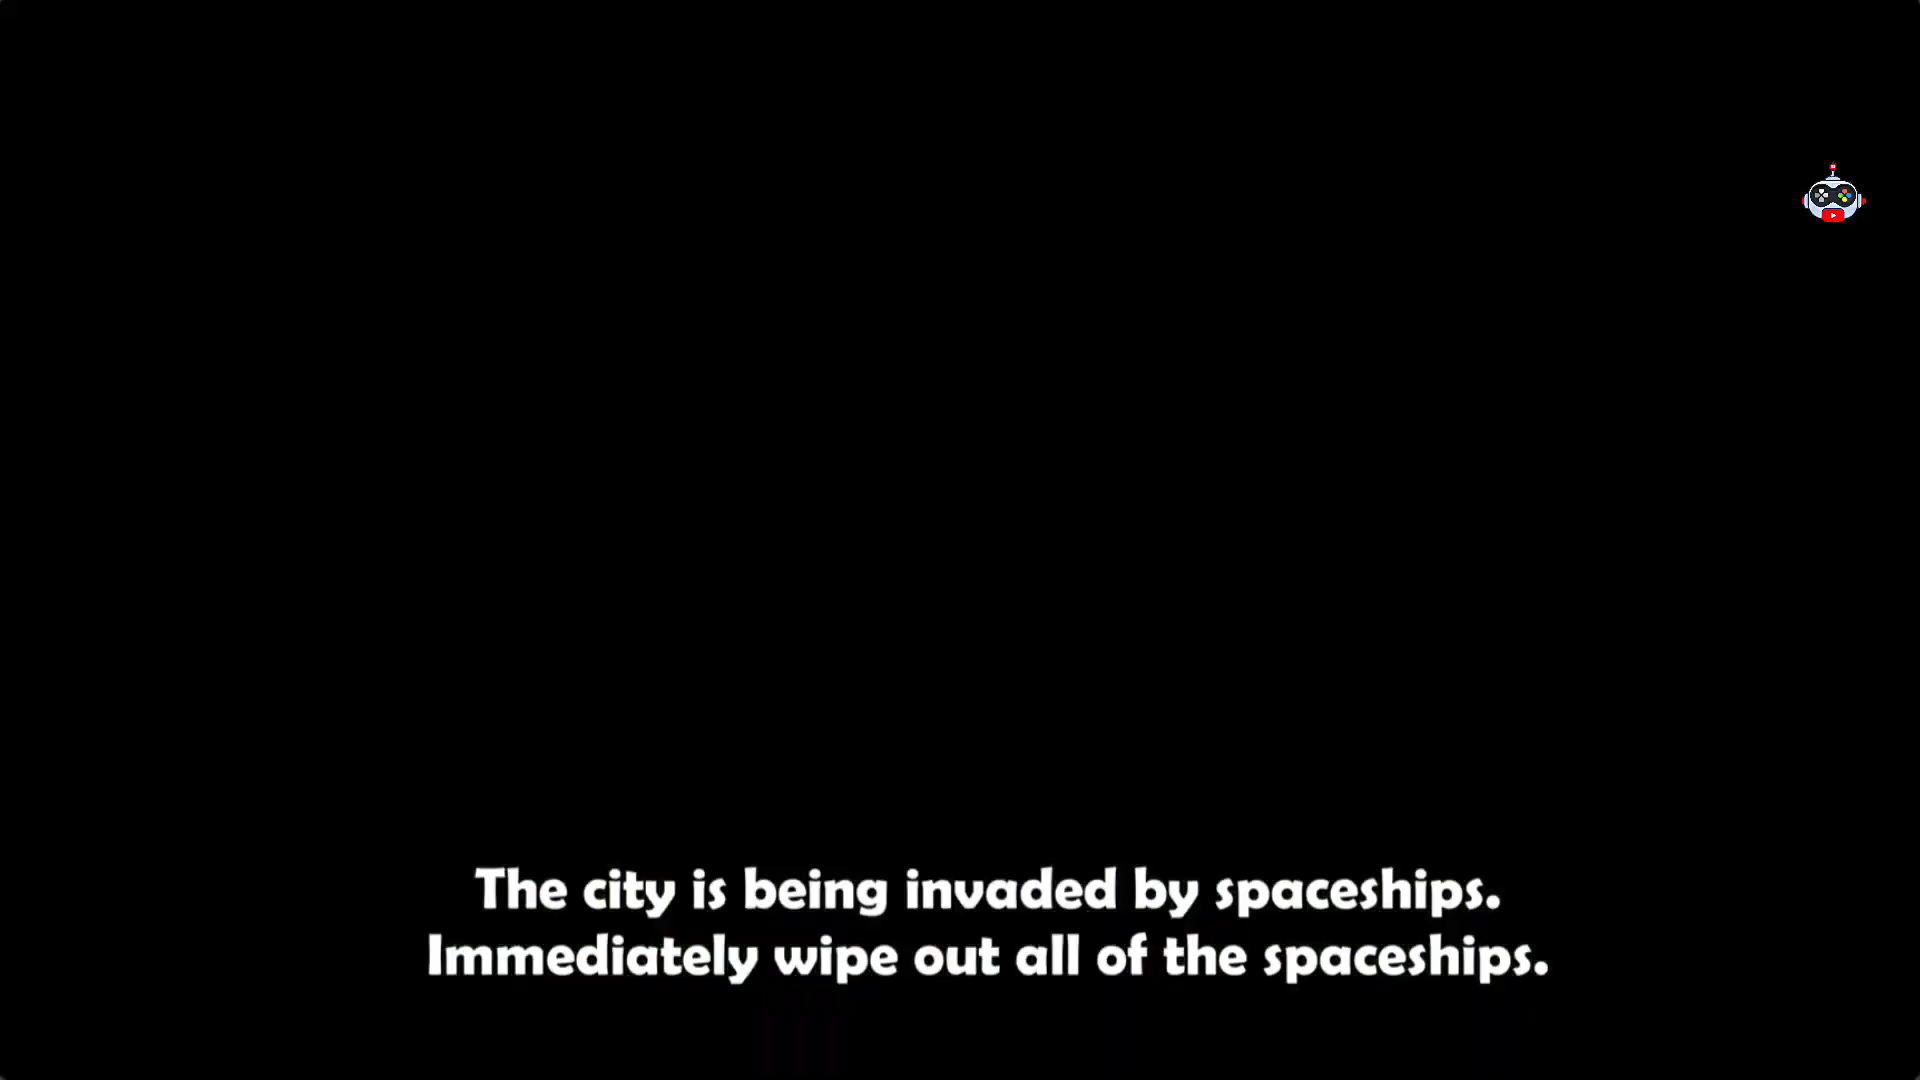 The city is being invaded by spaceships.
Immediately wipe out all of the spaceships.